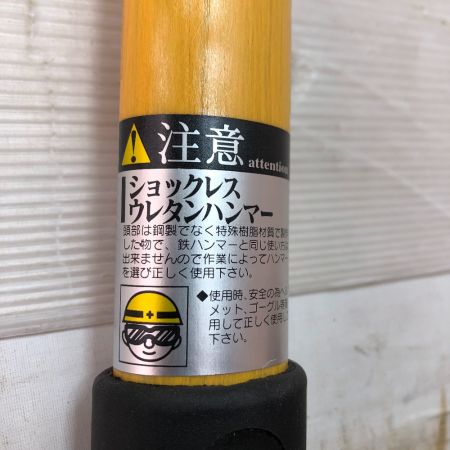 注意
attention
ショックレス
ウレタンハンマー
頭部は鋼製でなく特殊樹脂材質で
した物で、鉄ハンマーと同じ使い方
出来ませんので作業によってハンマー
を選び正しく使用下さい。
◆使用時、安全の為ヘ
メット、ゴーグル等
用して正しく使用
下さい。